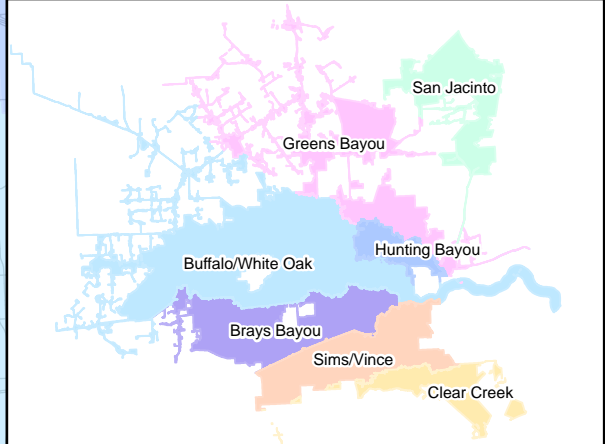 San Jacinto
Greens Bayou
Hunting Bayou
Buffalo/White Oak
Brays Bayou
Sims/Vince
Clear Creek